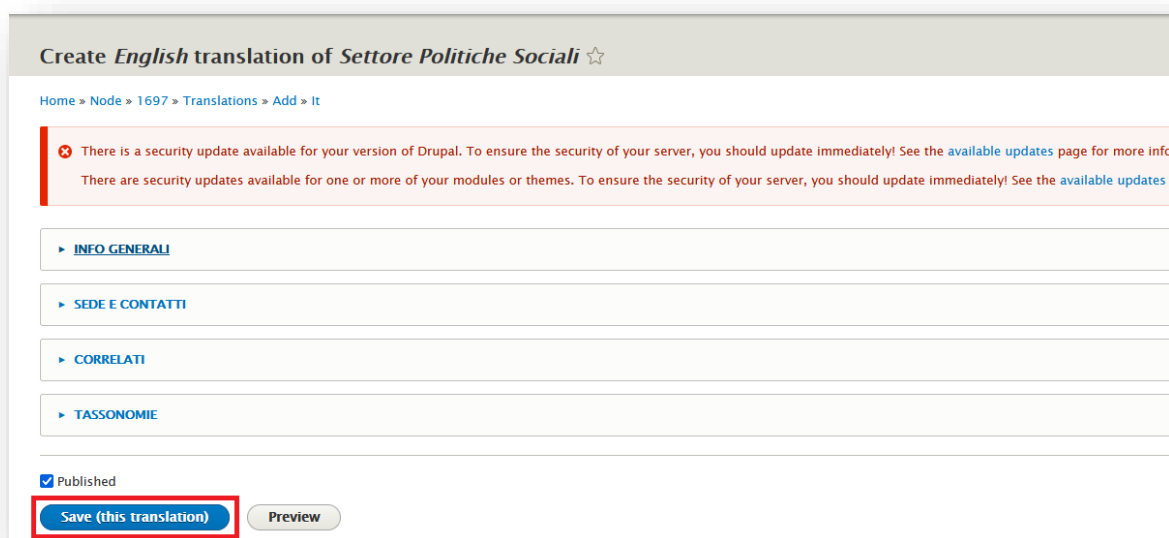 Create English translation of Settore Politiche Sociali
Home » Node » 1697 » Translations » Add » It
There is a security update available for your version of Drupal. To ensure the security of your server, you should update immediately! See the available updates page for more info
There are security updates available for one or more of your modules or themes. To ensure the security of your server, you should update immediately! See the available updates
INFO GENERALI
SEDE E CONTATTI
CORRELATI
TASSONOMIE
Published
Save (this translation) Preview